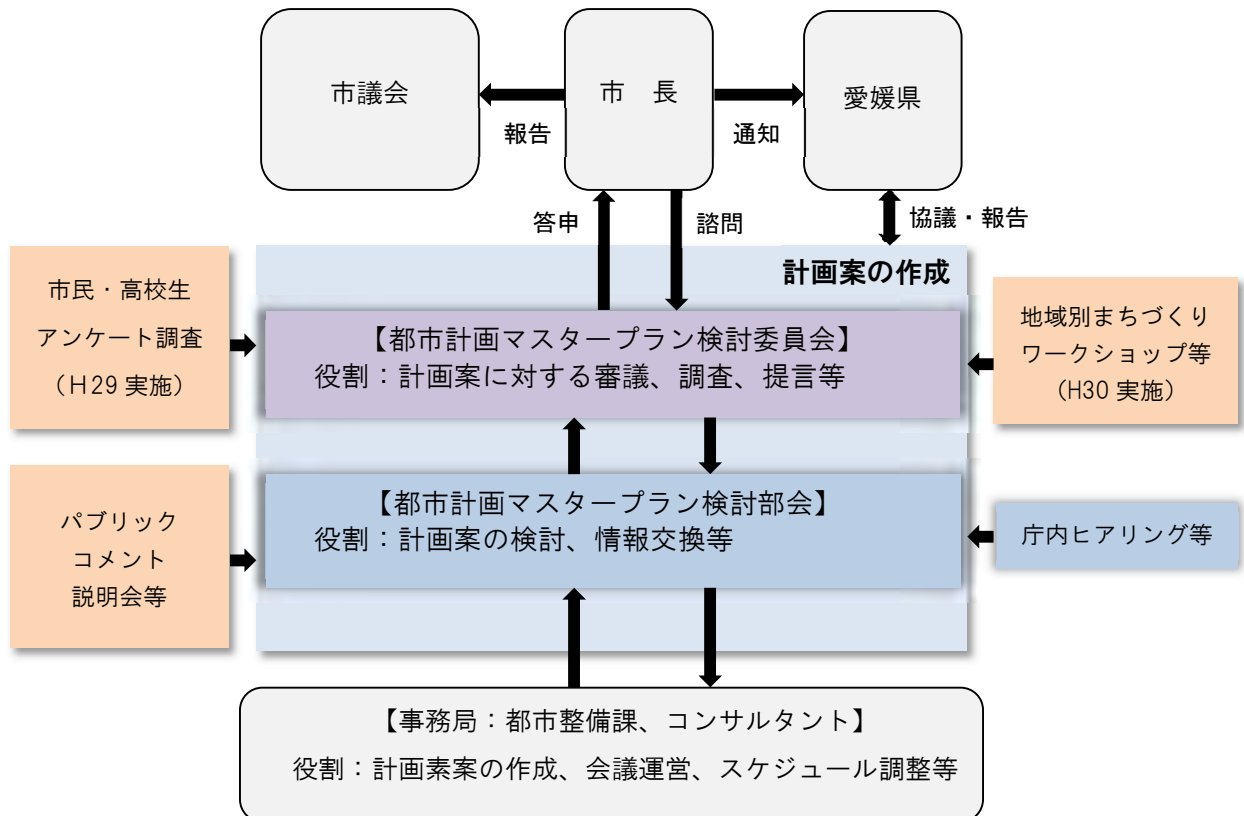 市議会
市　長
愛媛県
報告
通知
答申
諮問
協議・報告
計画案の作成
市民・高校生
アンケート調査
（Ｈ29 実施）
【都市計画マスタープラン検討委員会】
役割：計画案に対する審議、調査、提言等
地域別まちづくり
ワークショップ等
（H30 実施）
パブリック
コメント
説明会等
【都市計画マスタープラン検討部会】
役割：計画案の検討、情報交換等
庁内ヒアリング等
【事務局：都市整備課、コンサルタント】
役割：計画素案の作成、会議運営、スケジュール調整等